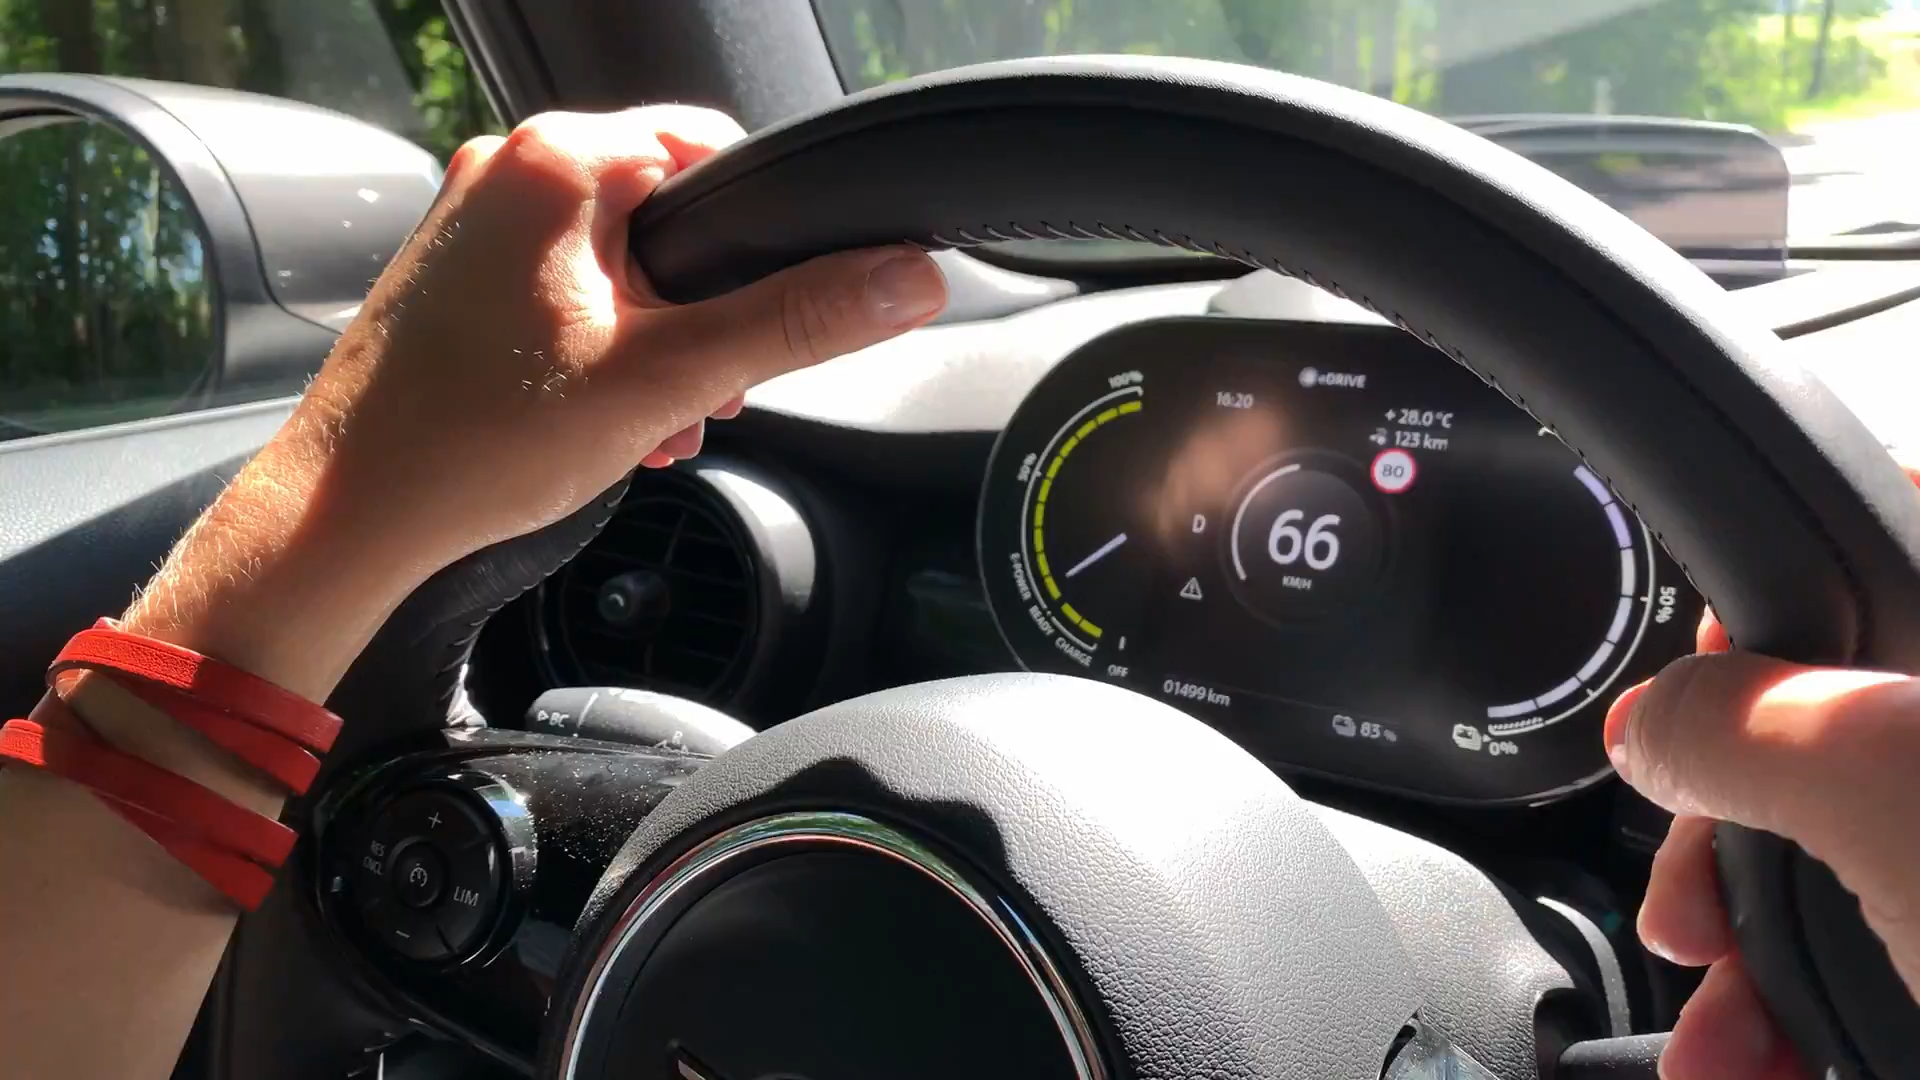 100%
eDRIVE
16:20
+ 28.0 °C
123 km
80
50%
D
66
KM/H
E-POWER
READY
CHARGE
OFF
50%
01499 km
83 %
0%
BC
R
+
RES
CNCL
LIM
-